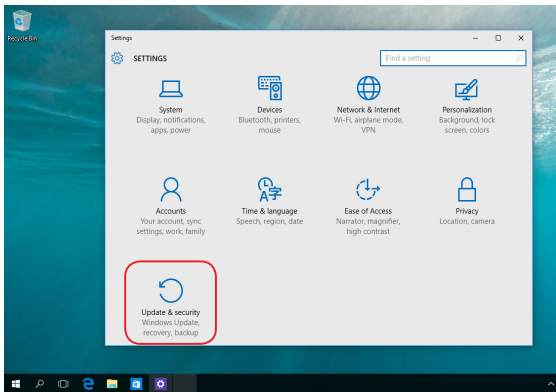 Recycle Bin
Settings
SETTINGS
Find a setting
System
Display, notifications,
apps, power
Devices
Bluetooth, printers,
mouse
Network & Internet
Wi-Fi, airplane mode,
VPN
Personalization
Background, lock
screen, colors
Accounts
Your account, sync
settings, work, family
Time & language
Speech, region, date
Ease of Access
Narrator, magnifier,
high contrast
Privacy
Location, camera
Update & security
Windows Update,
recovery, backup